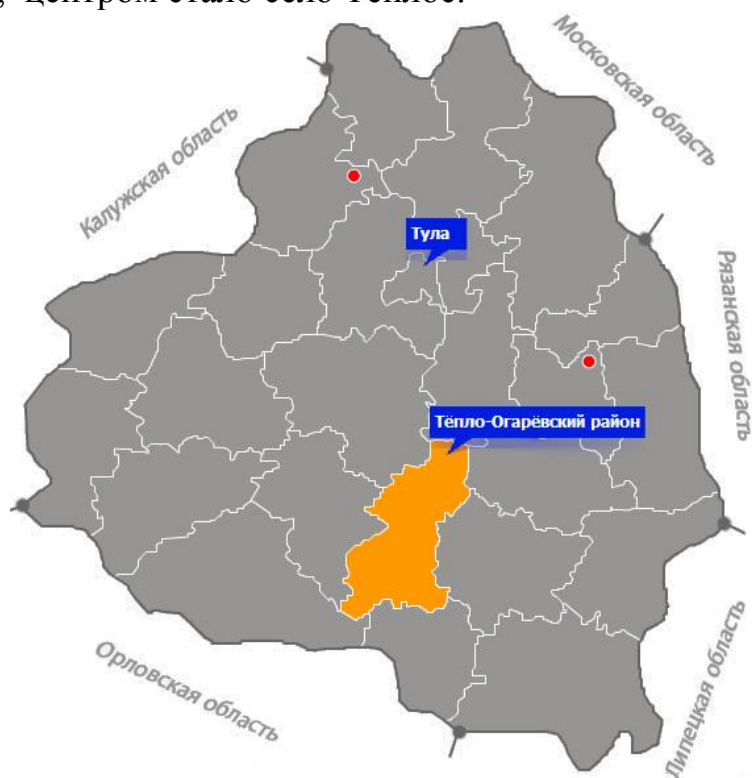 центром стало село Теплое.
Московская область
Калужская область
Тула
Рязанская область
Тёпло-Огарёвский район
Орловская область
Липецкая область